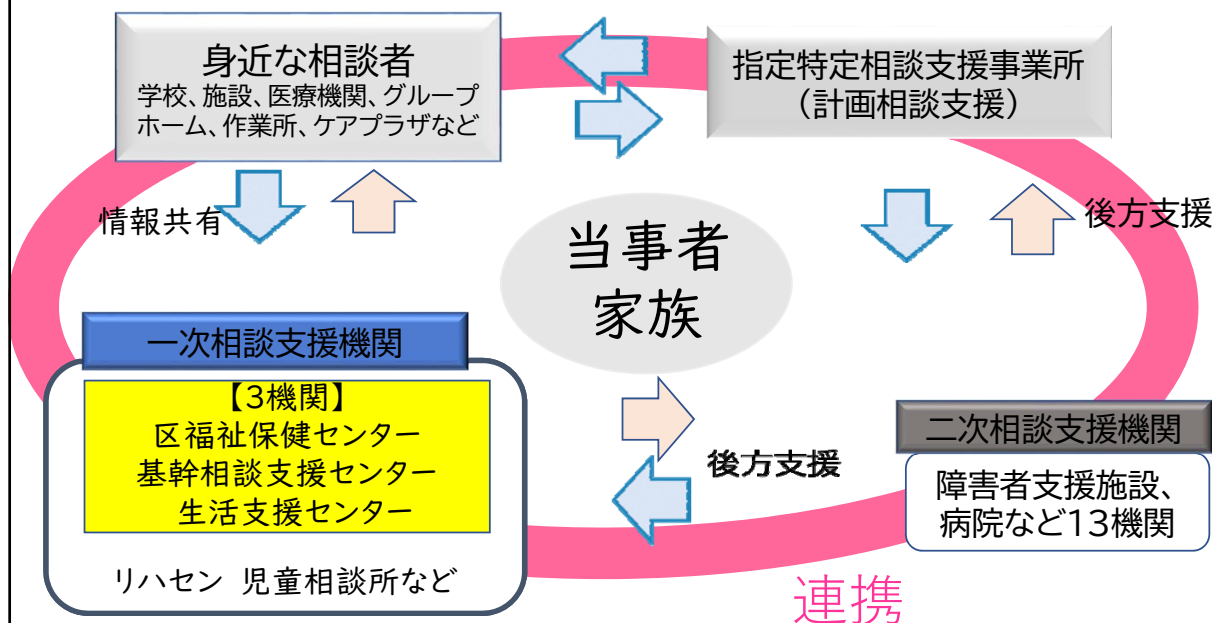 身近な相談者
学校、施設、医療機関、グループ
ホーム、作業所、ケアプラザなど
指定特定相談支援事業所
（計画相談支援）
情報共有
後方支援
当事者
家族
一次相談支援機関
【3機関】
区福祉保健センター
基幹相談支援センター
生活支援センター
リハセン 児童相談所など
後方支援
二次相談支援機関
障害者支援施設、
病院など13機関
連携